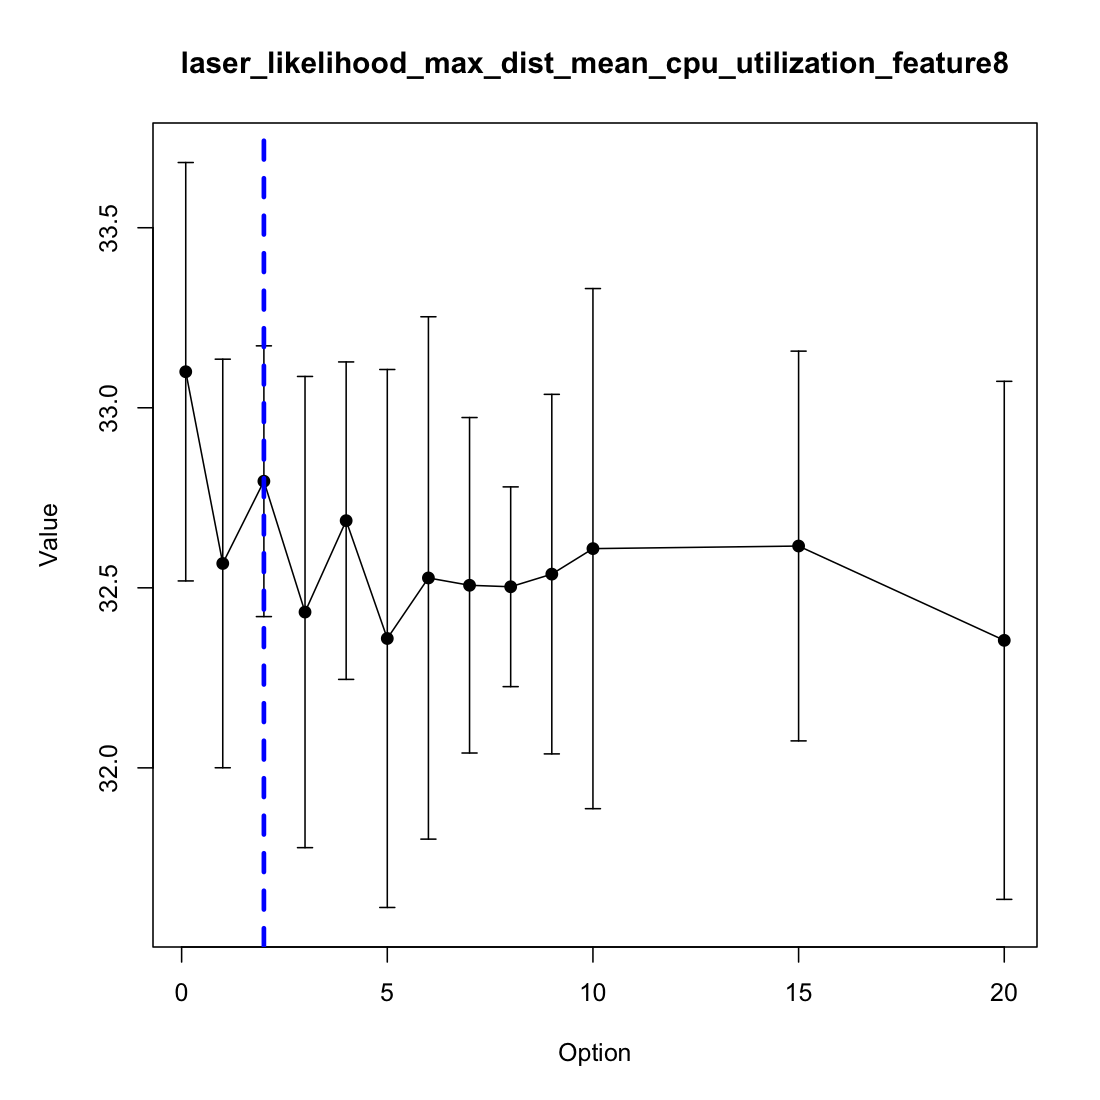 laser_likelihood_max_dist_mean_cpu_utilization_feature8
33.5
33.0
32.5
32.0
Value
0 5 10 15 20
Option